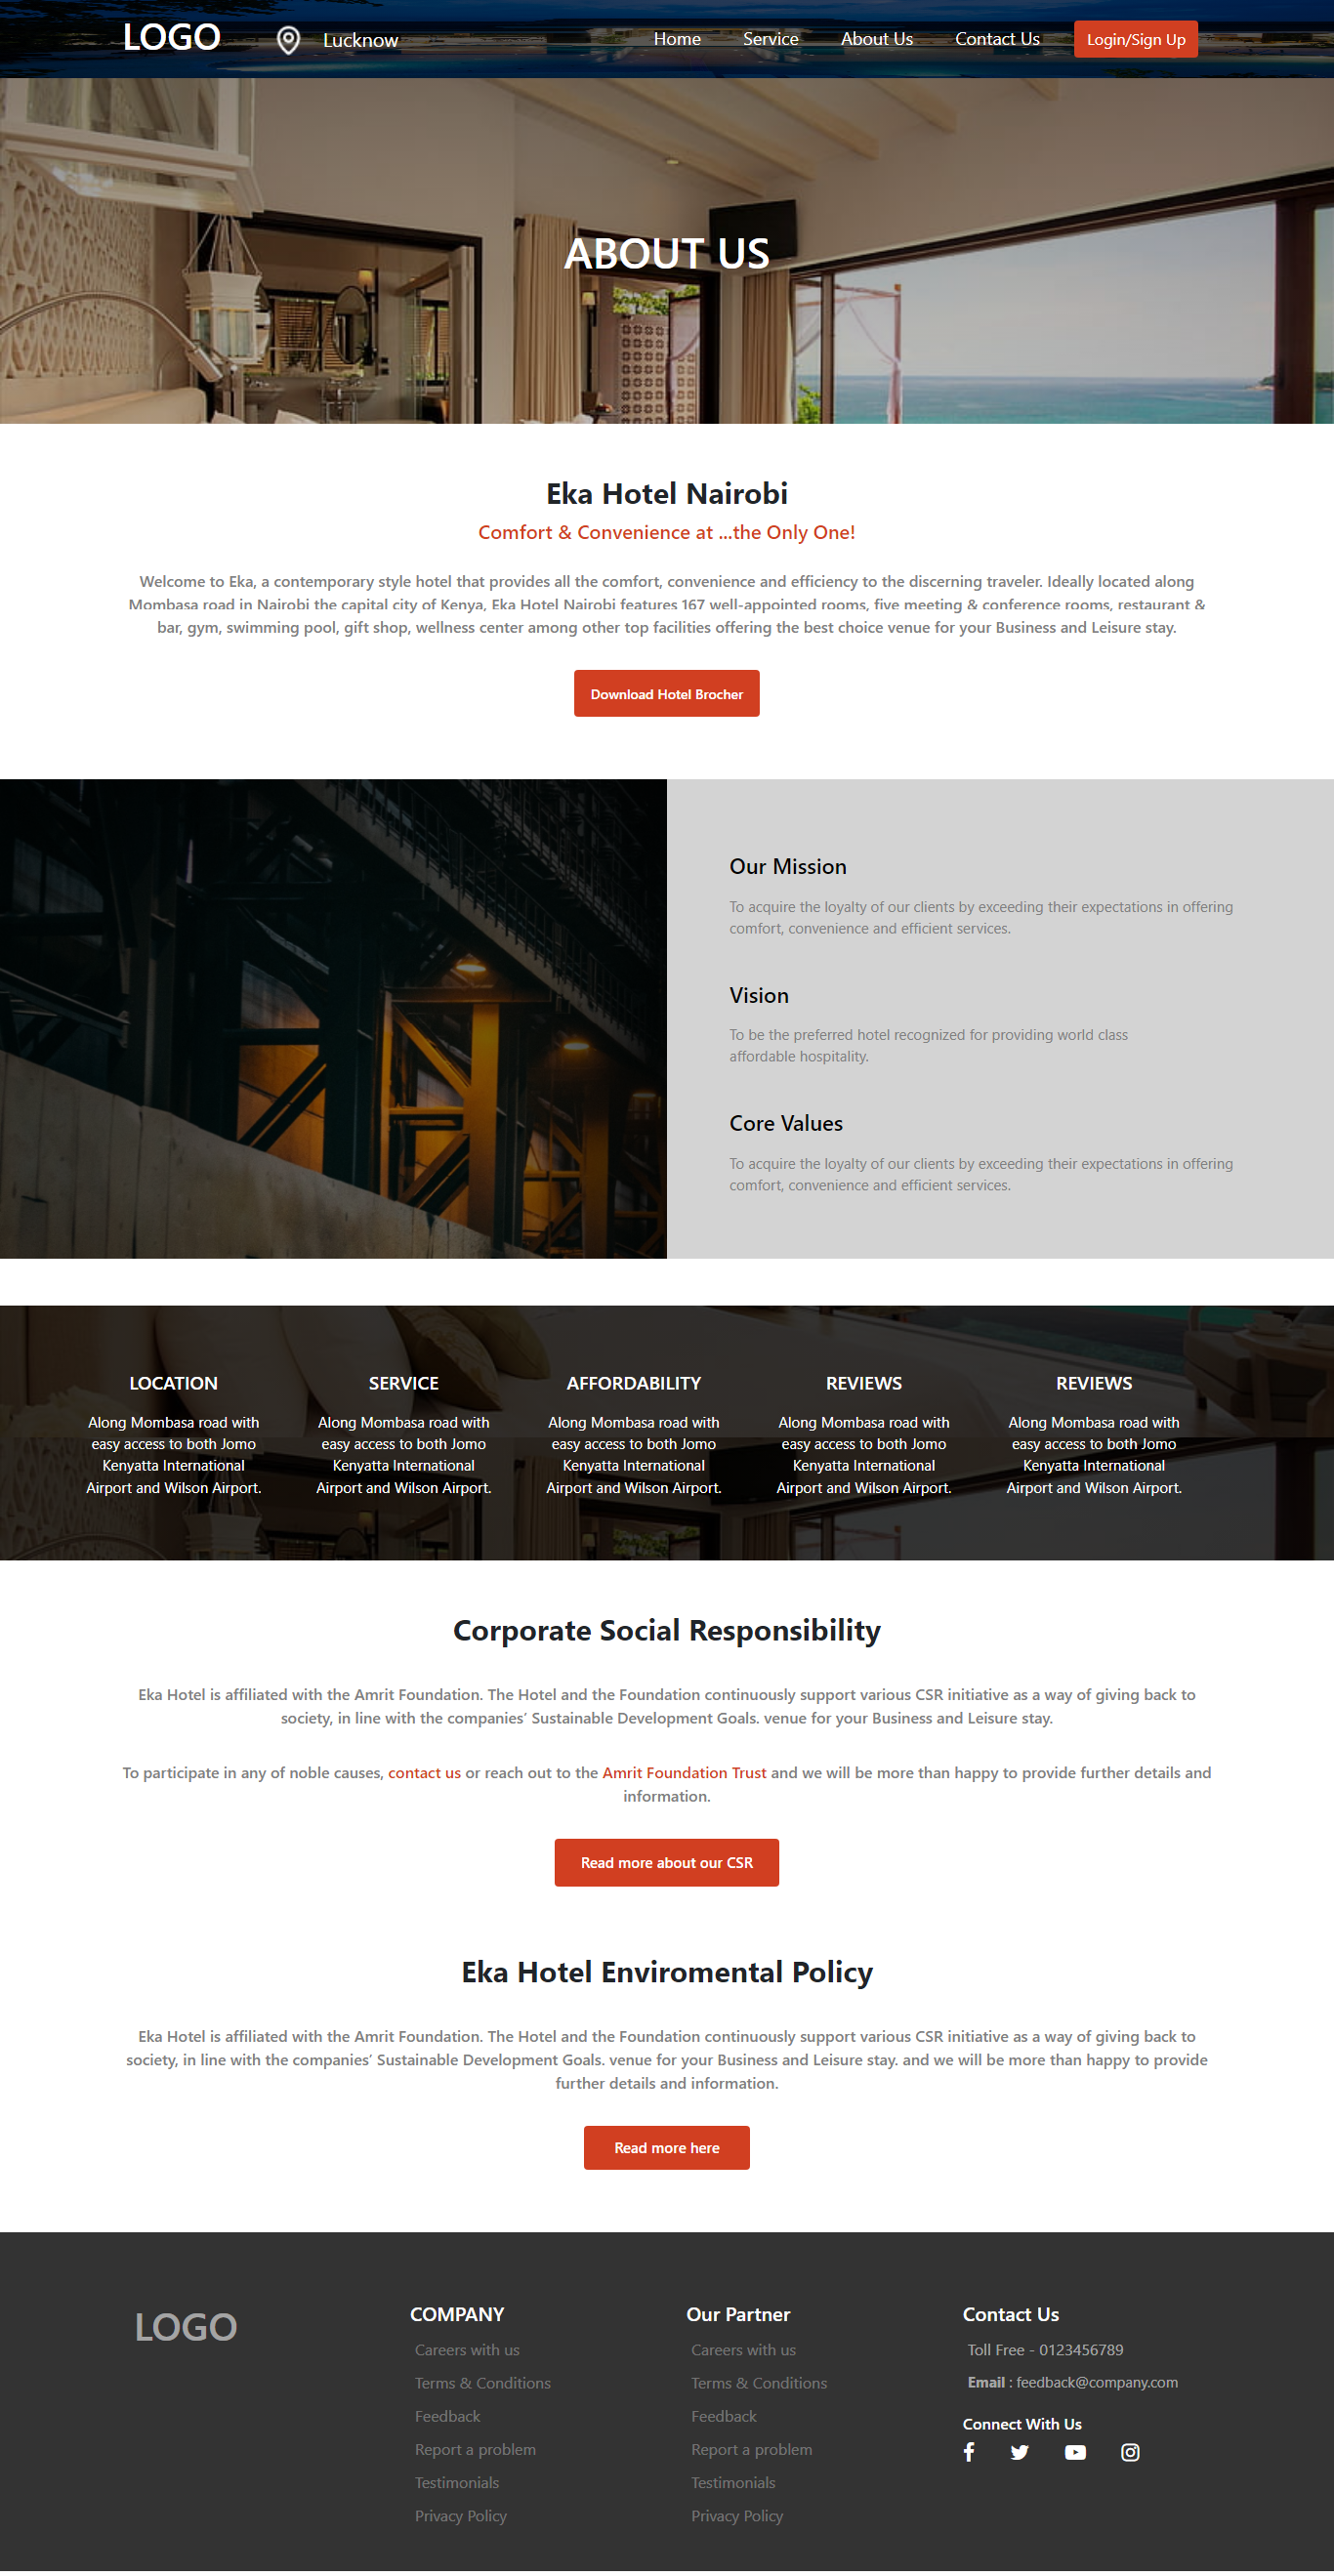 LOGO
Lucknow
Home
Service
About Us
Contact Us
Login/Sign Up
ABOUT US
Eka Hotel Nairobi
Comfort & Convenience at ...the Only One!
Welcome to Eka, a contemporary style hotel that provides all the comfort, convenience and efficiency to the discerning traveler. Ideally located along
Mombasa road in Nairobi the capital city of Kenya, Eka Hotel Nairobi features 167 well-appointed rooms, five meeting & conference rooms, restaurant &
bar, gym, swimming pool, gift shop, wellness center among other top facilities offering the best choice venue for your Business and Leisure stay.
Download Hotel Brocher
Our Mission
To acquire the loyalty of our clients by exceeding their expectations in offering
comfort, convenience and efficient services.
Vision
To be the preferred hotel recognized for providing world class
affordable hospitality.
Core Values
To acquire the loyalty of our clients by exceeding their expectations in offering
comfort, convenience and efficient services.
LOCATION
Along Mombasa road with
easy access to both Jomo
Kenyatta International
Airport and Wilson Airport.
SERVICE
Along Mombasa road with
easy access to both Jomo
Kenyatta International
Airport and Wilson Airport.
AFFORDABILITY
Along Mombasa road with
easy access to both Jomo
Kenyatta International
Airport and Wilson Airport.
REVIEWS
Along Mombasa road with
easy access to both Jomo
Kenyatta International
Airport and Wilson Airport.
REVIEWS
Along Mombasa road with
easy access to both Jomo
Kenyatta International
Airport and Wilson Airport.
Corporate Social Responsibility
Eka Hotel is affiliated with the Amrit Foundation. The Hotel and the Foundation continuously support various CSR initiative as a way of giving back to
society, in line with the companies’ Sustainable Development Goals. venue for your Business and Leisure stay.
To participate in any of noble causes, contact us or reach out to the Amrit Foundation Trust and we will be more than happy to provide further details and
information.
Read more about our CSR
Eka Hotel Enviromental Policy
Eka Hotel is affiliated with the Amrit Foundation. The Hotel and the Foundation continuously support various CSR initiative as a way of giving back to
society, in line with the companies’ Sustainable Development Goals. venue for your Business and Leisure stay. and we will be more than happy to provide
further details and information.
Read more here
LOGO
COMPANY
Careers with us
Terms & Conditions
Feedback
Report a problem
Testimonials
Privacy Policy
Our Partner
Careers with us
Terms & Conditions
Feedback
Report a problem
Testimonials
Privacy Policy
Contact Us
Toll Free - 0123456789
Email : feedback@company.com
Connect With Us